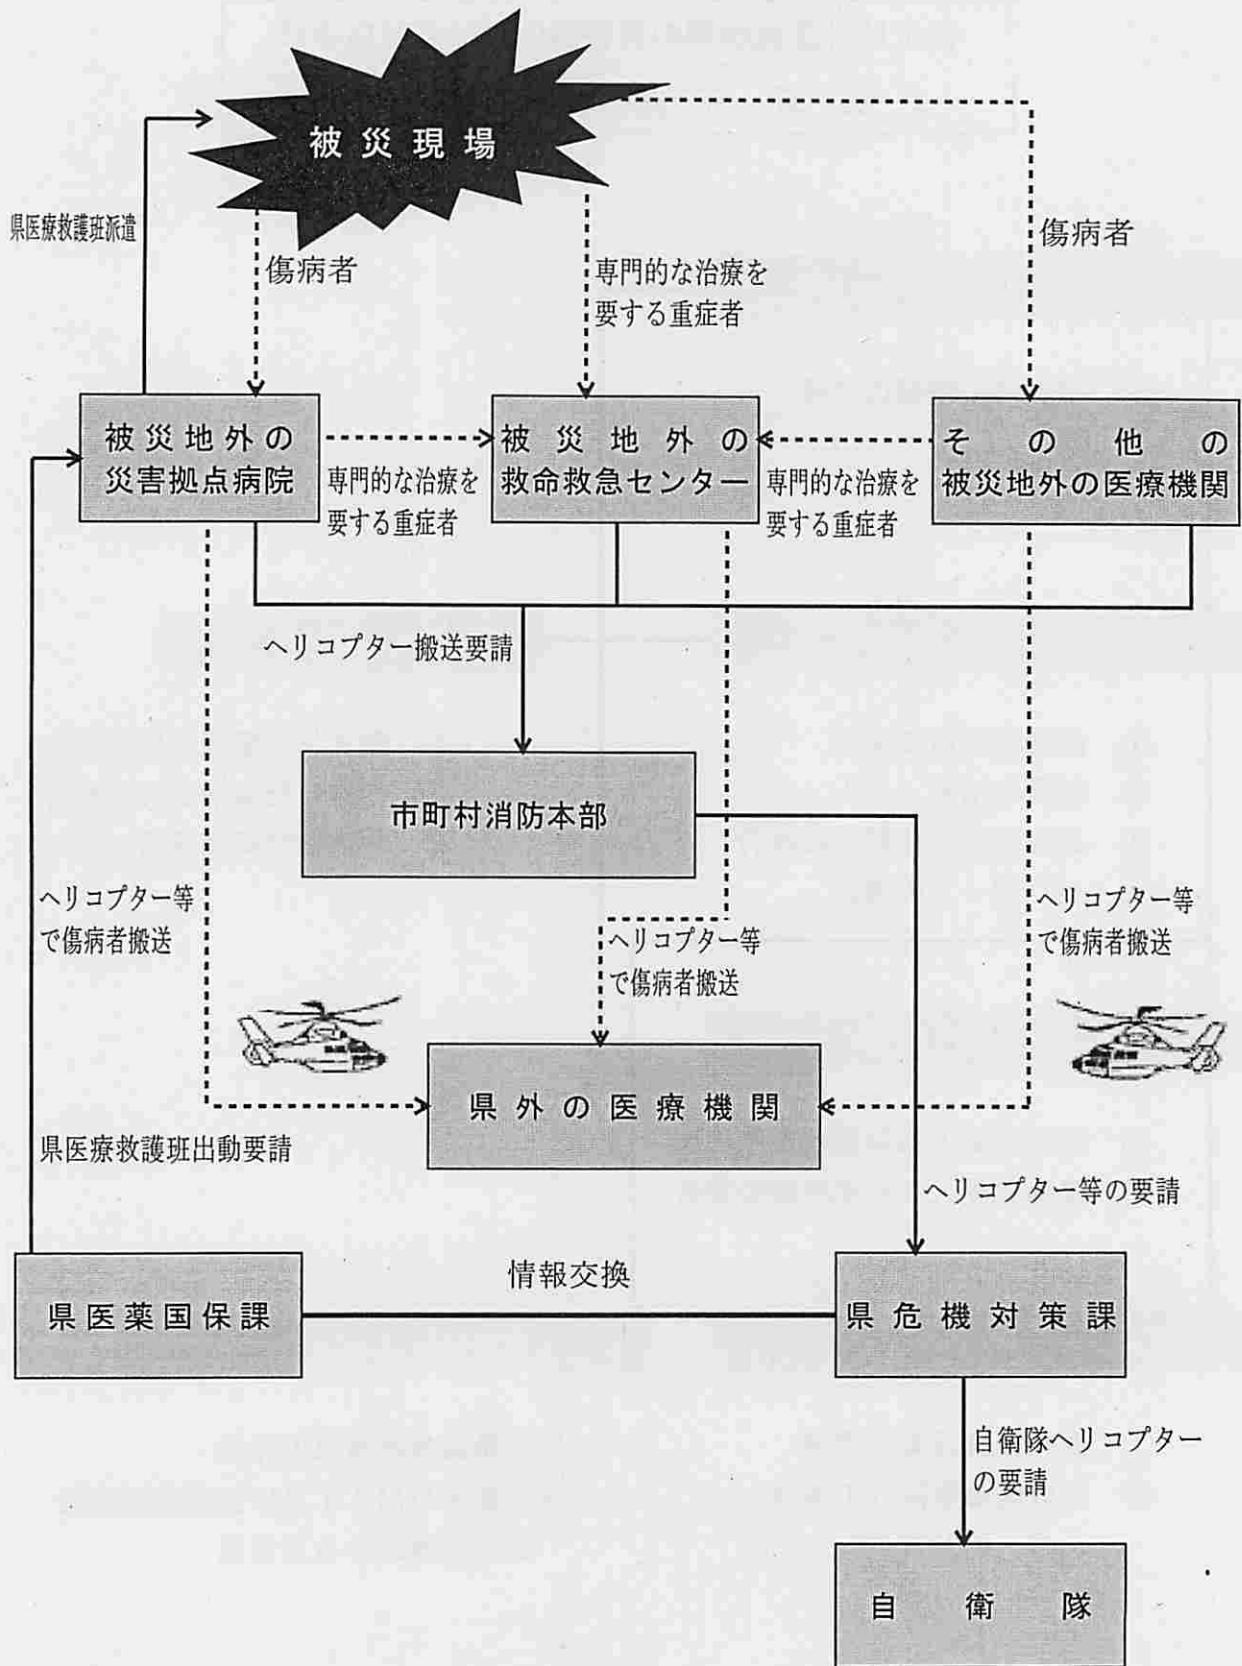 被災現場
県医療救護班派遣
傷病者
専門的な治療を
要する重症者
傷病者
被災地外の
災害拠点病院
専門的な治療を
要する重症者
被災地外の
救命救急センター
専門的な治療を
要する重症者
その他の
被災地外の医療機関
ヘリコプター搬送要請
市町村消防本部
ヘリコプター等
で傷病者搬送
ヘリコプター等
で傷病者搬送
ヘリコプター等
で傷病者搬送
県外の医療機関
県医療救護班出動要請
ヘリコプター等の要請
県医薬国保課
情報交換
県危機対策課
自衛隊ヘリコプター
の要請
自衛隊